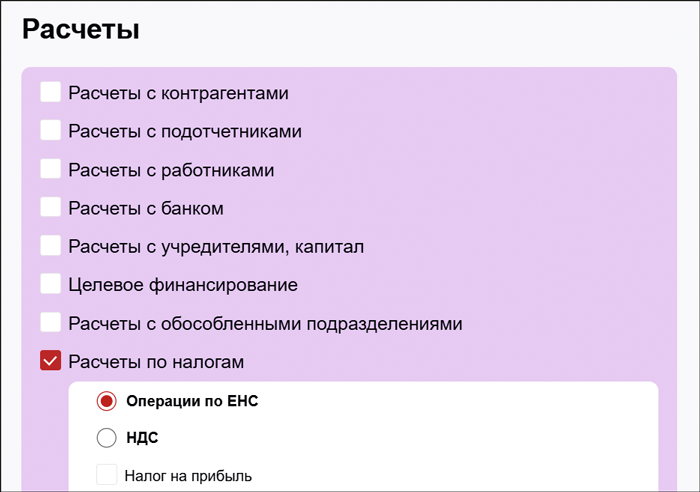 Расчеты
Расчеты с контрагентами
Расчеты с подотчетниками
Расчеты с работниками
Расчеты с банком
Расчеты с учредителями, капитал
Целевое финансирование
Расчеты с обособленными подразделениями
Расчеты по налогам
Операции по ЕНС
НДС
Налог на прибыль